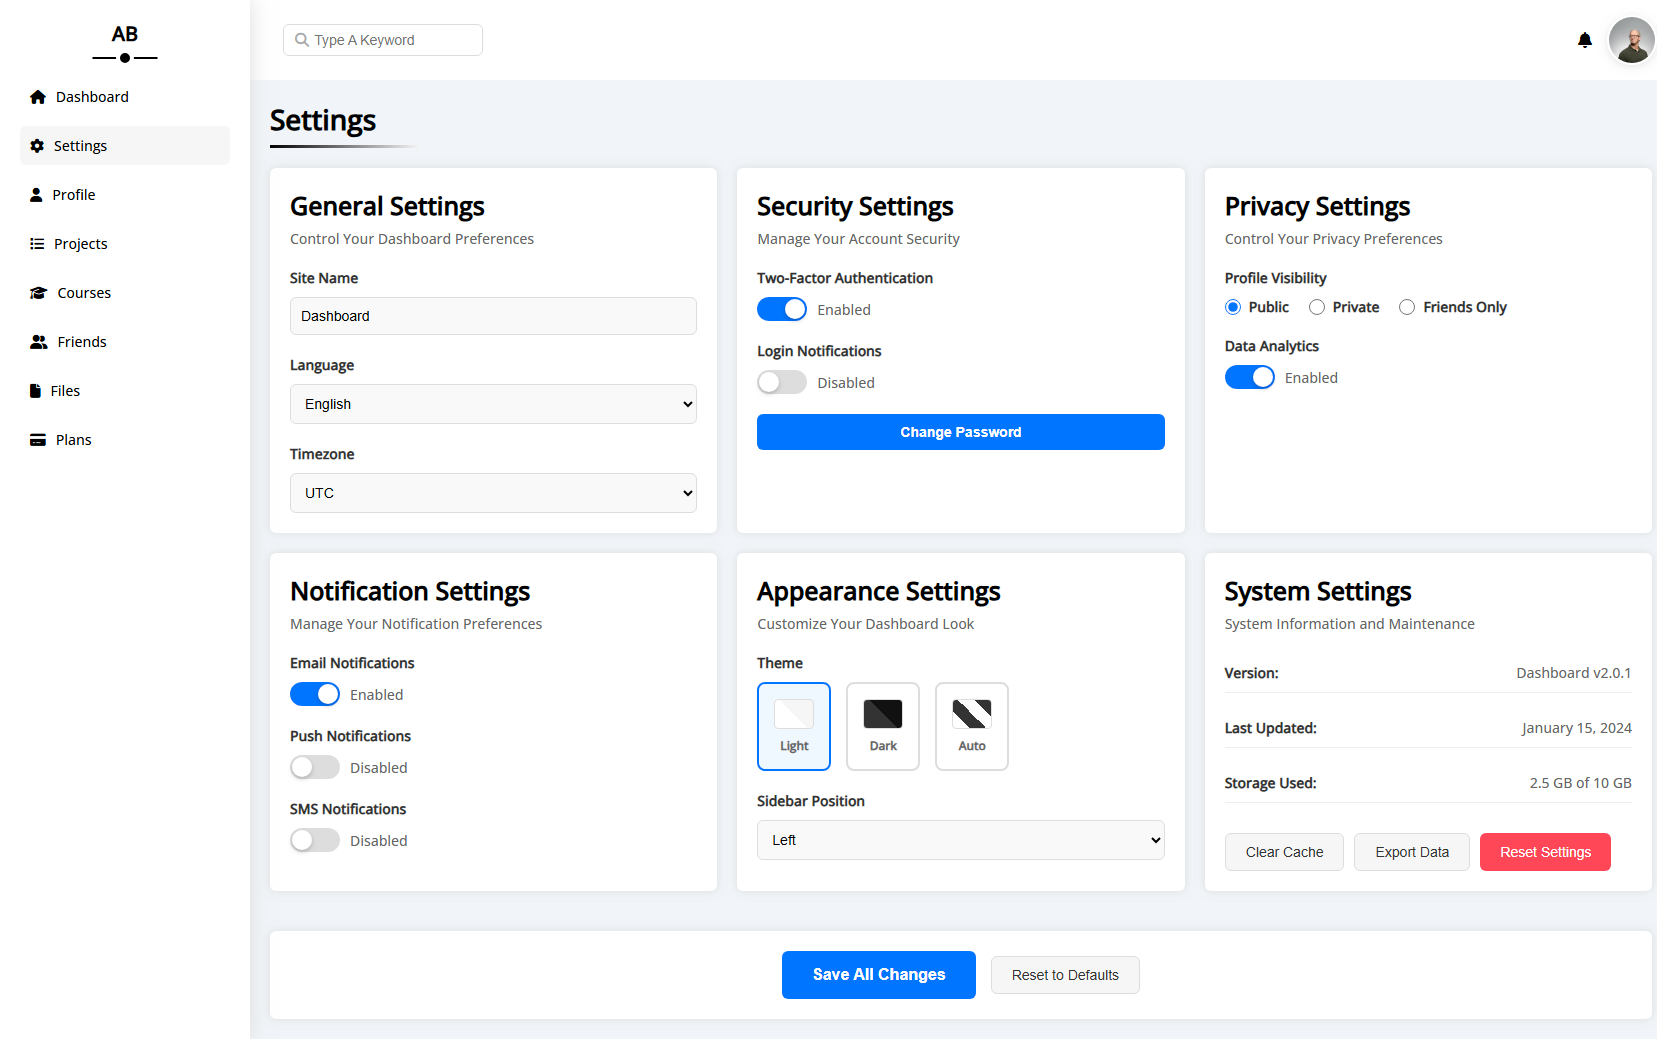 AB
Dashboard
Settings
Profile
Projects
Courses
Friends
Files
Plans
Type A Keyword
Settings
General Settings
Control Your Dashboard Preferences
Site Name
Dashboard
Language
English
Timezone
UTC
Security Settings
Manage Your Account Security
Two-Factor Authentication
Enabled
Login Notifications
Disabled
Change Password
Privacy Settings
Control Your Privacy Preferences
Profile Visibility
Public Private Friends Only
Data Analytics
Enabled
Notification Settings
Manage Your Notification Preferences
Email Notifications
Enabled
Push Notifications
Disabled
SMS Notifications
Disabled
Appearance Settings
Customize Your Dashboard Look
Theme
Light Dark Auto
Sidebar Position
Left
System Settings
System Information and Maintenance
Version: Dashboard v2.0.1
Last Updated: January 15, 2024
Storage Used: 2.5 GB of 10 GB
Clear Cache Export Data Reset Settings
Save All Changes Reset to Defaults